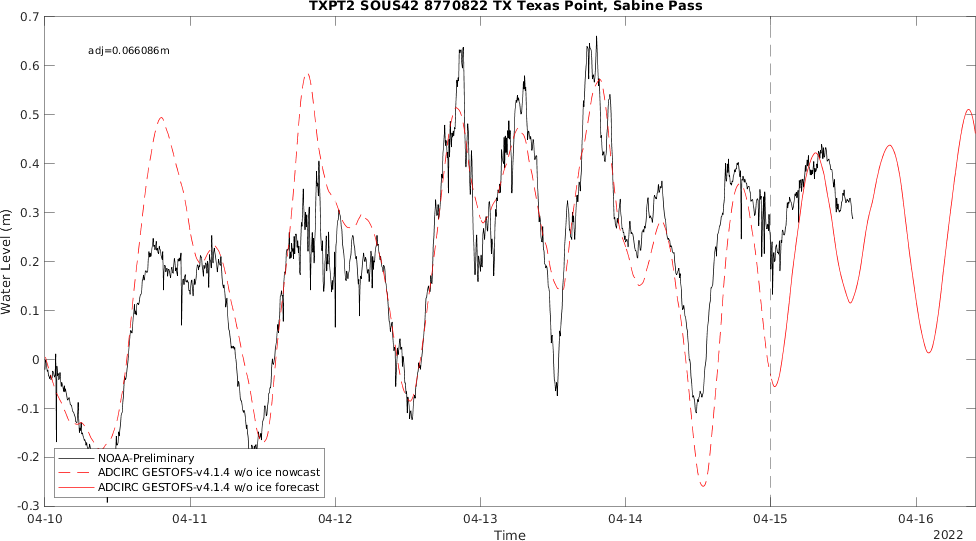 TXPT2 SOUS42 8770822 TX Texas Point, Sabine Pass
adj=0.066086m
0.7
0.6
0.5
0.4
0.3
0.2
0.1
0
-0.1
-0.2
-0.3
Water Level (m)
NOAA-Preliminary
ADCIRC GESTOFS-v4.1.4 w/o ice nowcast
ADCIRC GESTOFS-v4.1.4 w/o ice forecast
04-10 04-11 04-12 04-13 04-14 04-15 04-16
Time
2022